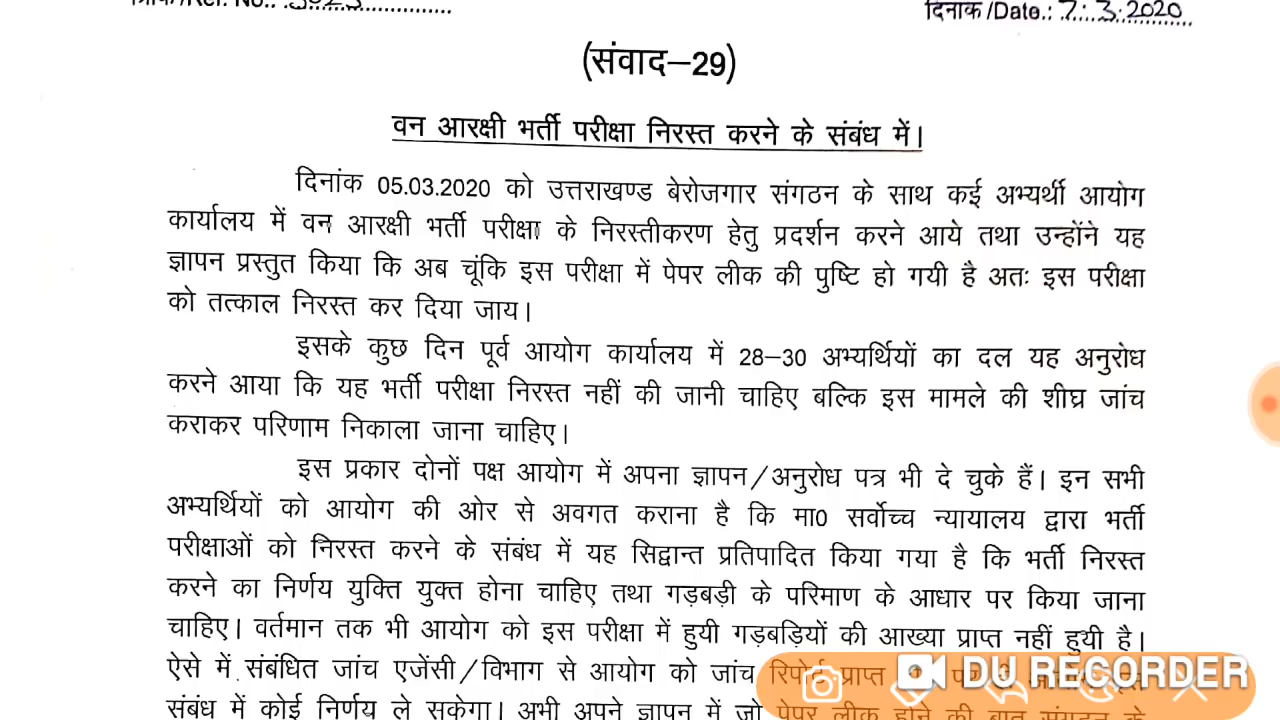 दिनांक /Date.: 7.3.2020
(संवाद–29)
वन आरक्षी भर्ती परीक्षा निरस्त करने के संबंध में।
दिनांक 05.03.2020 को उत्तराखण्ड बेरोजगार संगठन के साथ कई अभ्यर्थी आयोग
कार्यालय में वन आरक्षी भर्ती परीक्षा के निरस्तीकरण हेतु प्रदर्शन करने आये तथा उन्होंने यह
ज्ञापन प्रस्तुत किया कि अब चूंकि इस परीक्षा में पेपर लीक की पुष्टि हो गयी है अतः इस परीक्षा
को तत्काल निरस्त कर दिया जाय।
इसके कुछ दिन पूर्व आयोग कार्यालय में 28–30 अभ्यर्थियों का दल यह अनुरोध
करने आया कि यह भर्ती परीक्षा निरस्त नहीं की जानी चाहिए बल्कि इस मामले की शीघ्र जांच
कराकर परिणाम निकाला जाना चाहिए।
इस प्रकार दोनों पक्ष आयोग में अपना ज्ञापन/अनुरोध पत्र भी दे चुके हैं। इन सभी
अभ्यर्थियों को आयोग की ओर से अवगत कराना है कि मा0 सर्वोच्च न्यायालय द्वारा भर्ती
परीक्षाओं को निरस्त करने के संबंध में यह सिद्वान्त प्रतिपादित किया गया है कि भर्ती निरस्त
करने का निर्णय युक्ति युक्त होना चाहिए तथा गड़बड़ी के परिमाण के आधार पर किया जाना
चाहिए। वर्तमान तक भी आयोग को इस परीक्षा में हुयी गड़बड़ियों की आख्या प्राप्त नहीं हुयी है।
ऐसे में संबंधित जांच एजेंसी/विभाग से आयोग को जांच रिपोर्ट प्राप्त
संबंध में कोई निर्णय ले सकेगा। अभी अपने ज्ञापन में जो पेपर लीक होने की बात संगठन के
DU RECORDER